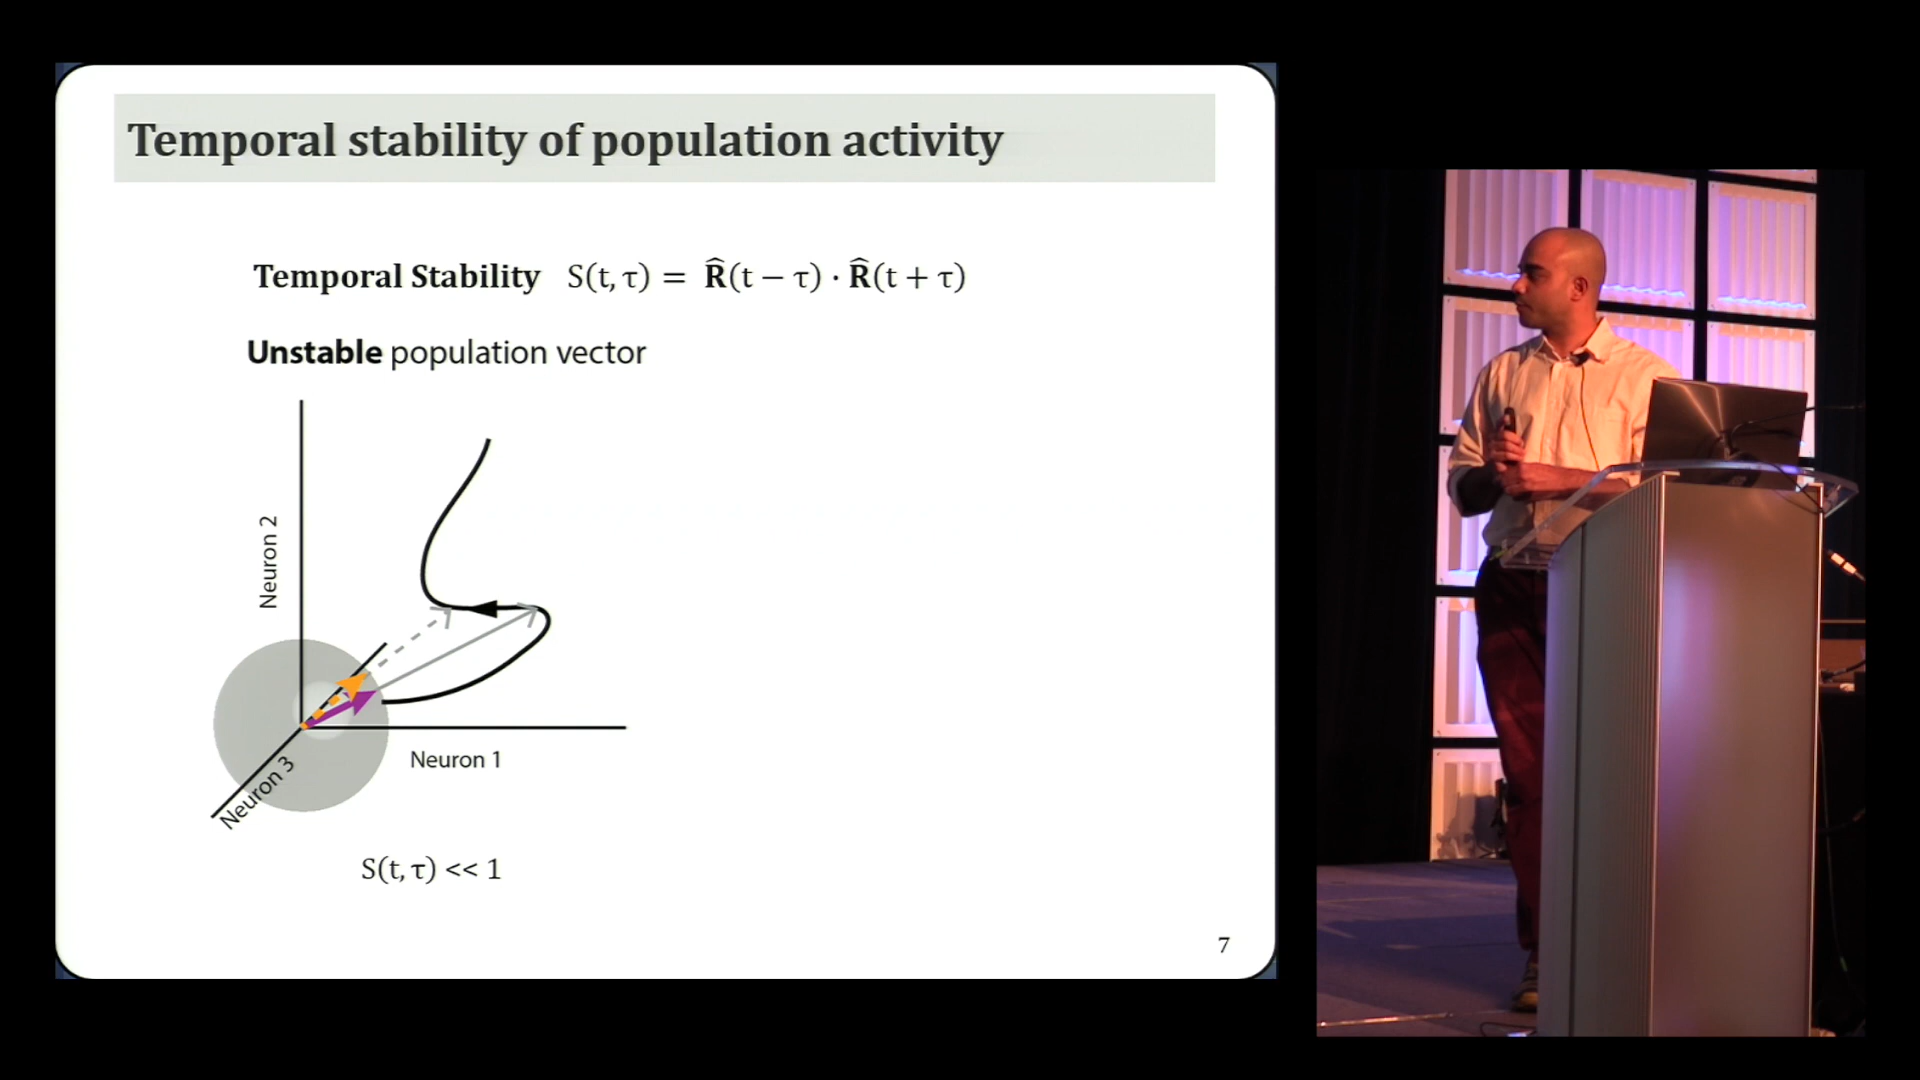 Temporal stability of population activity
Temporal Stability S(t, τ) = R̂(t − τ) · R̂(t + τ)
Unstable population vector
Neuron 2
Neuron 1
Neuron 3
S(t, τ) << 1
7